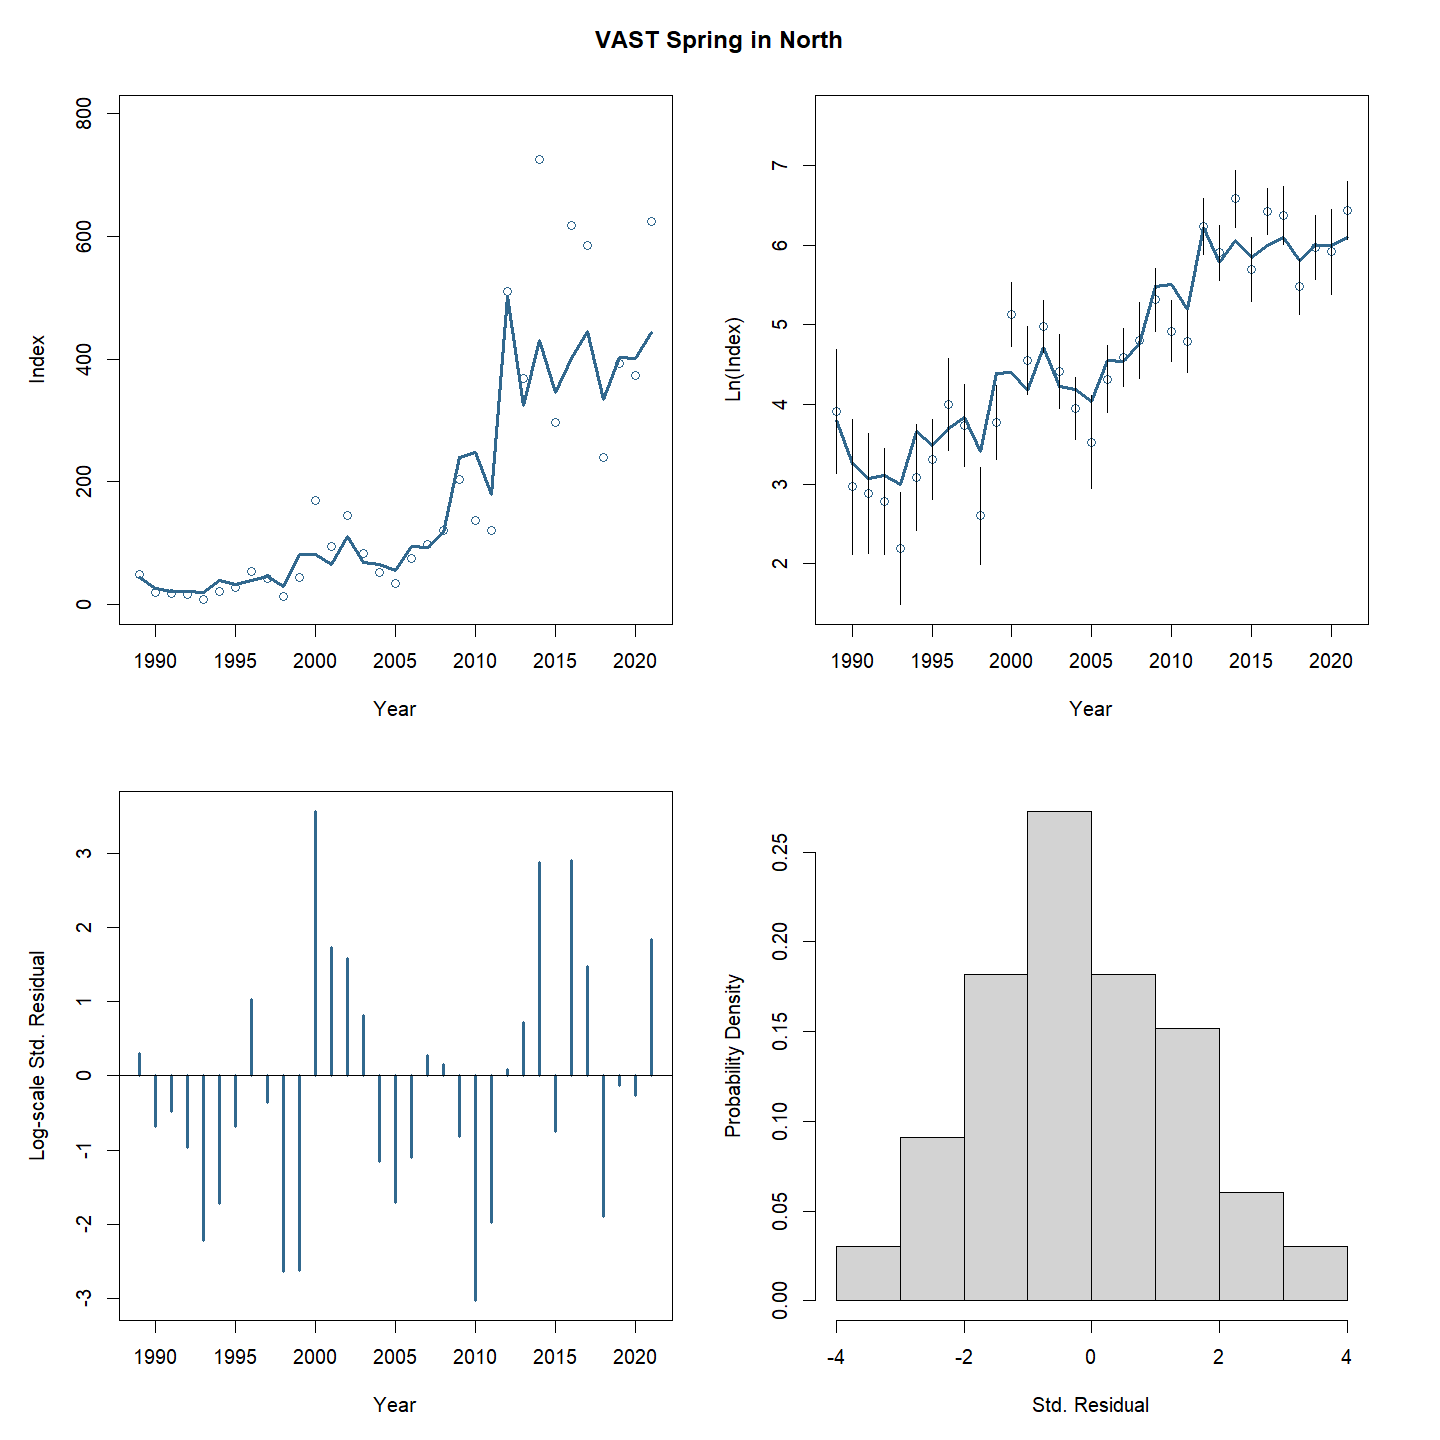 VAST Spring in North
Index
0 200 400 600 800
1990 1995 2000 2005 2010 2015 2020
Year
Ln(Index)
2 3 4 5 6 7
1990 1995 2000 2005 2010 2015 2020
Year
Log-scale Std. Residual
-3 -2 -1 0 1 2 3
1990 1995 2000 2005 2010 2015 2020
Year
Probability Density
0.00 0.05 0.10 0.15 0.20 0.25
-4 -2 0 2 4
Std. Residual